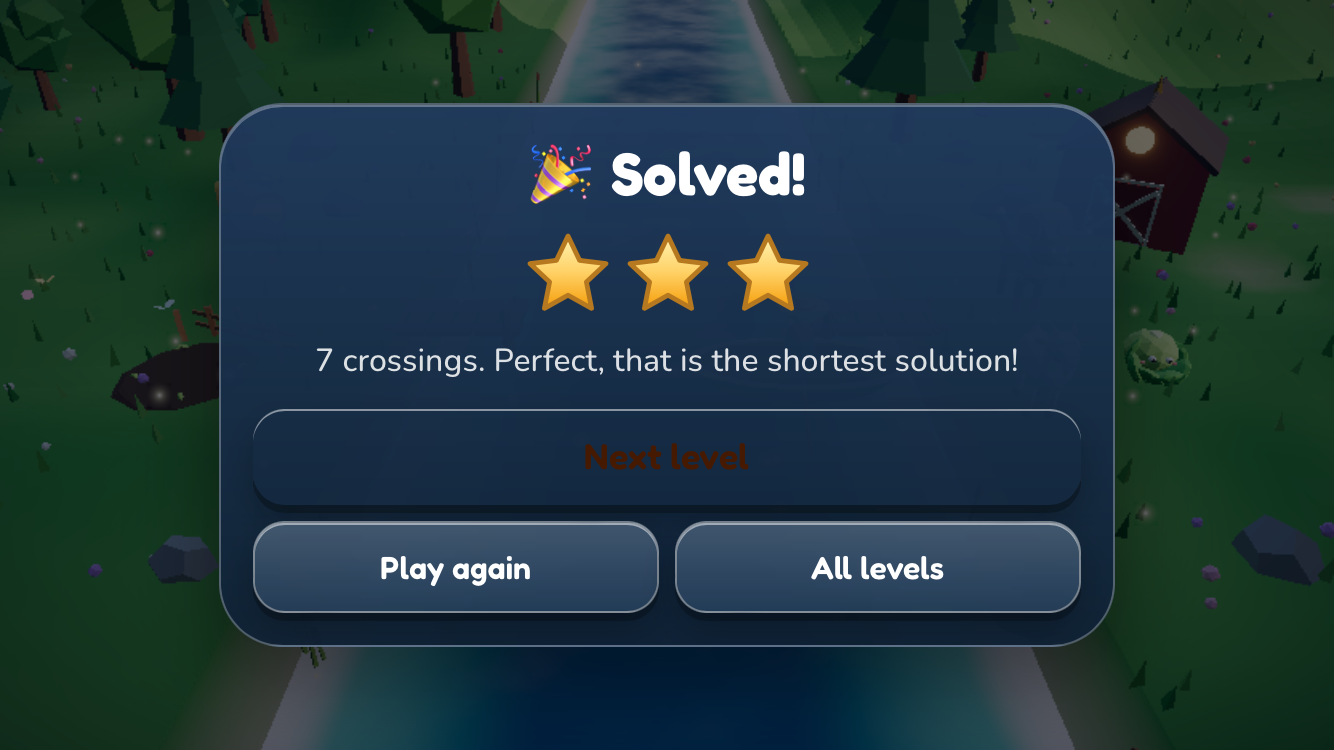 🎉 Solved!
7 crossings. Perfect, that is the shortest solution!
Next level
Play again
All levels